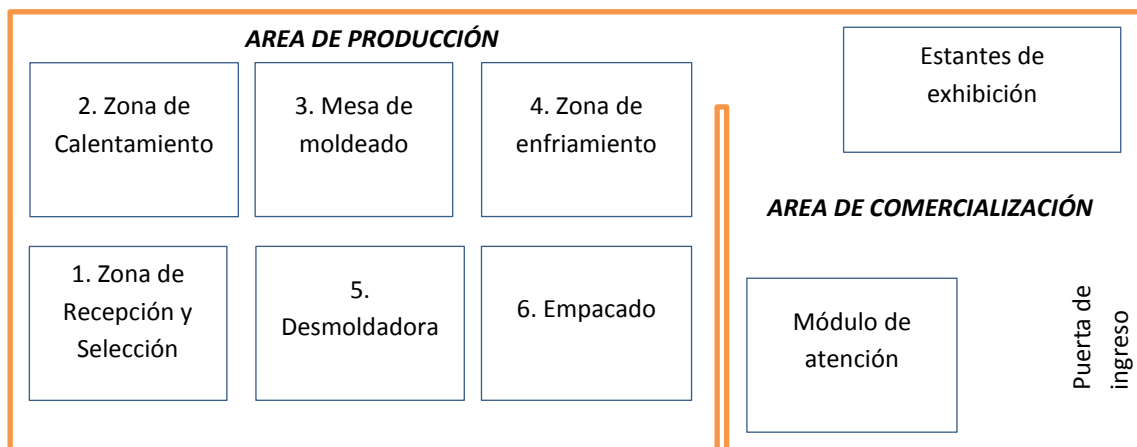 AREA DE PRODUCCIÓN
2. Zona de
Calentamiento
3. Mesa de
moldeado
4. Zona de
enfriamiento
1. Zona de
Recepción y
Selección
5.
Desmoldadora
6. Empacado
Estantes de
exhibición
AREA DE COMERCIALIZACIÓN
Módulo de
atención
Puerta de
ingreso